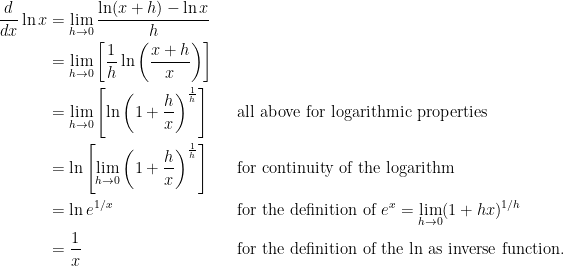 \frac{d}{dx} \ln x = \lim_{h \to 0} \frac{\ln(x+h) - \ln x}{h}
= \lim_{h \to 0} \left[ \frac{1}{h} \ln \left( \frac{x+h}{x} \right) \right]
= \lim_{h \to 0} \left[ \ln \left( 1 + \frac{h}{x} \right)^{\frac{1}{h}} \right] all above for logarithmic properties
= \ln \left[ \lim_{h \to 0} \left( 1 + \frac{h}{x} \right)^{\frac{1}{h}} \right] for continuity of the logarithm
= \ln e^{1/x} for the definition of e^x = \lim_{h \to 0} (1 + hx)^{1/h}
= \frac{1}{x} for the definition of the ln as inverse function.